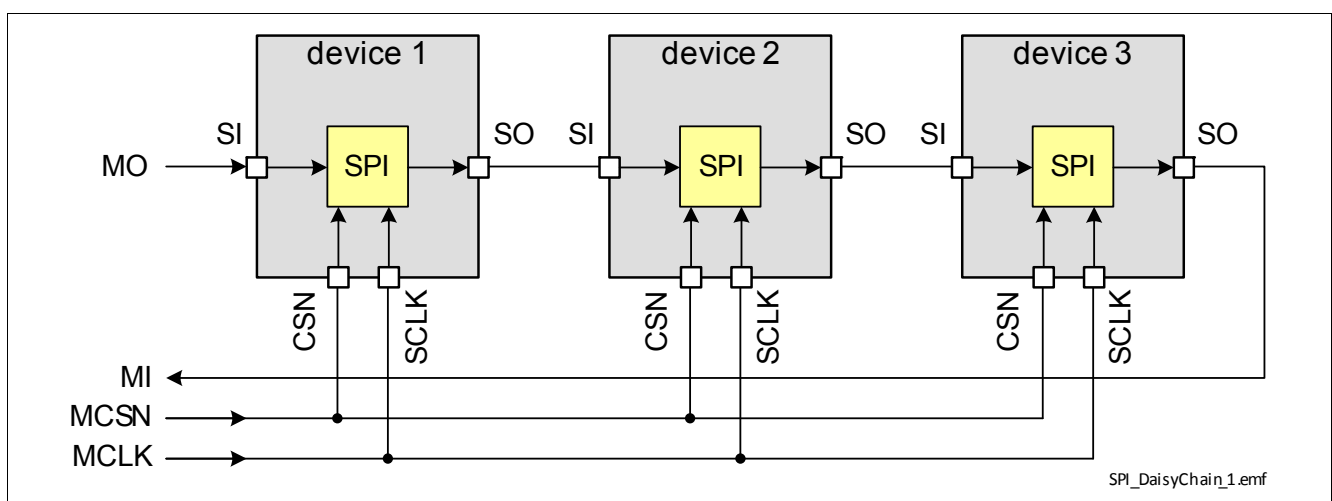 device 1
device 2
device 3
SI
SO
SI
SO
SI
SO
MO
SPI
SPI
SPI
CSN
SCLK
CSN
SCLK
CSN
SCLK
MI
MCSN
MCLK
SPI_DaisyChain_1.emf